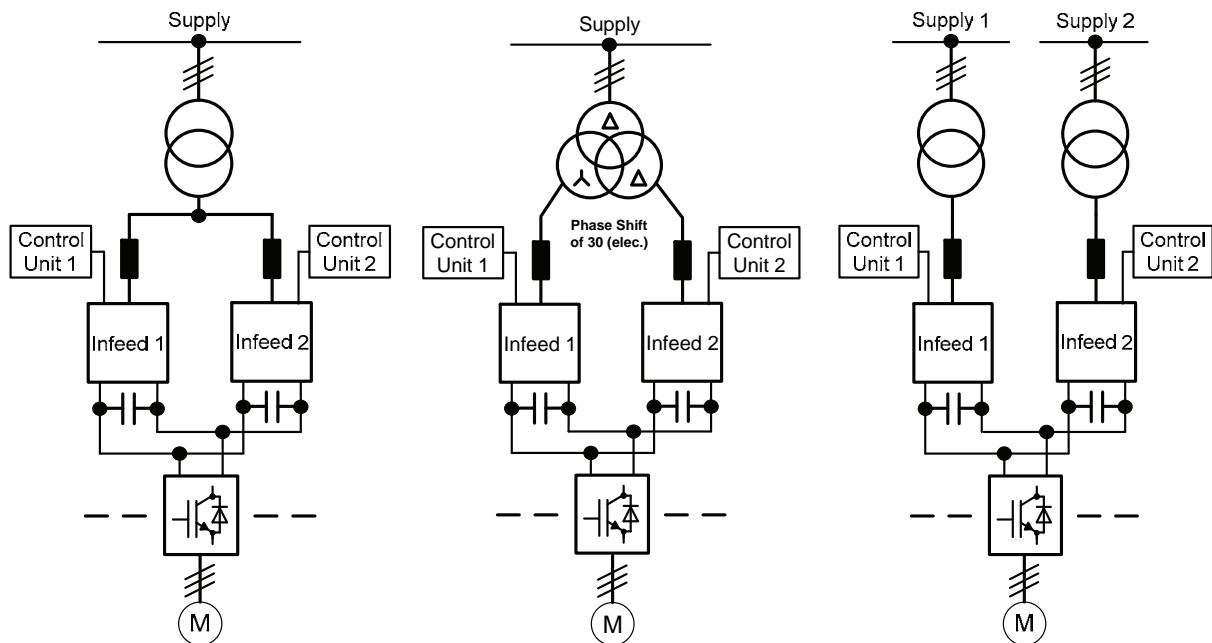 Supply
Control
Unit 1
Control
Unit 2
Infeed 1
Infeed 2
M
Supply
Phase Shift
of 30 (elec.)
Control
Unit 1
Control
Unit 2
Infeed 1
Infeed 2
M
Supply 1
Supply 2
Control
Unit 1
Control
Unit 2
Infeed 1
Infeed 2
M